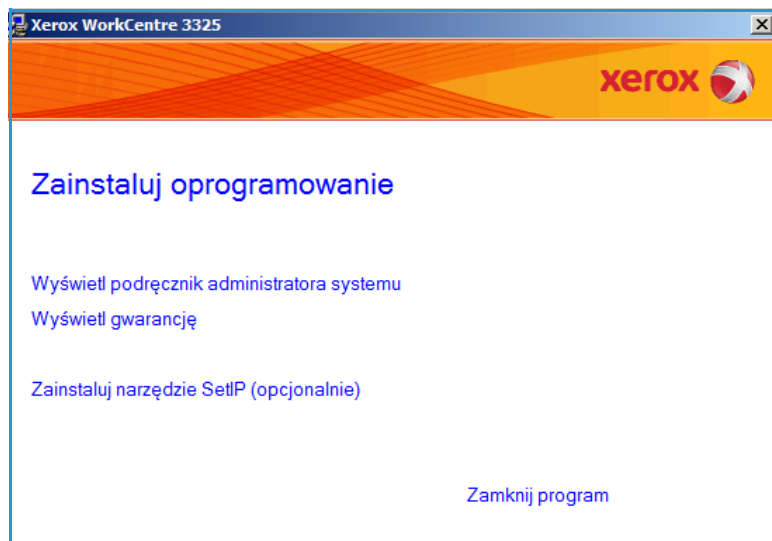 Xerox WorkCentre 3325
xerox
Zainstaluj oprogramowanie
Wyświetl podręcznik administratora systemu
Wyświetl gwarancję
Zainstaluj narzędzie SetIP (opcjonalnie)
Zamknij program